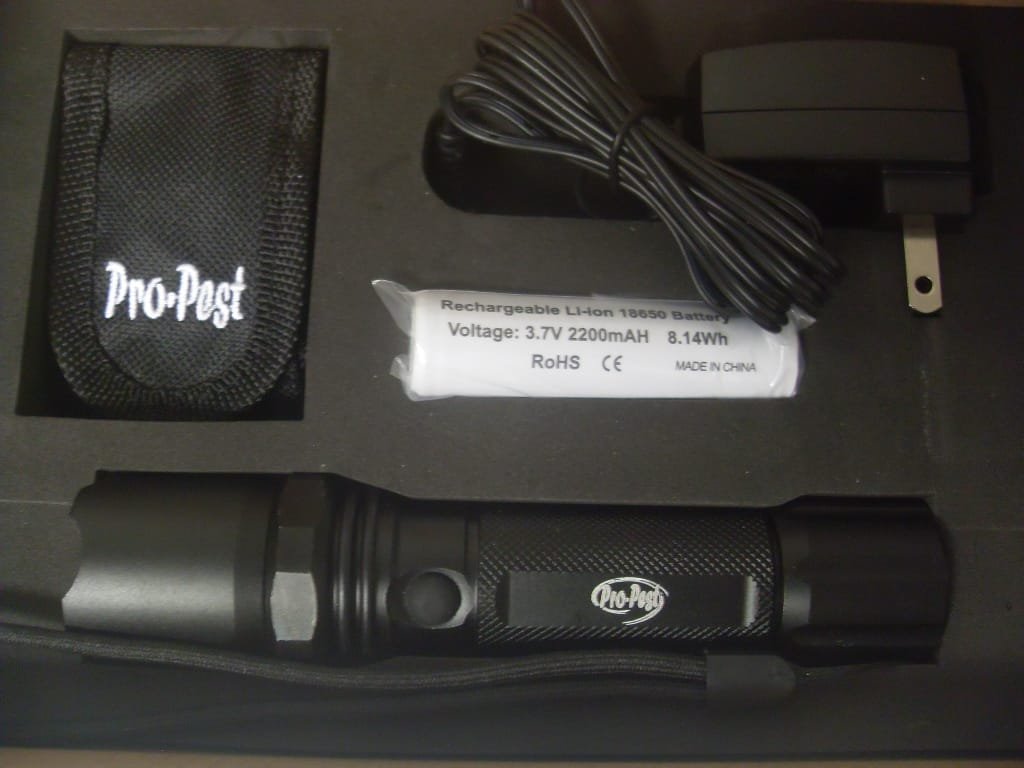 Pro-Pest
Rechargeable Li-Ion 18650 Battery
Voltage: 3.7V 2200mAH 8.14Wh
RoHS CE MADE IN CHINA
Pro-Pest